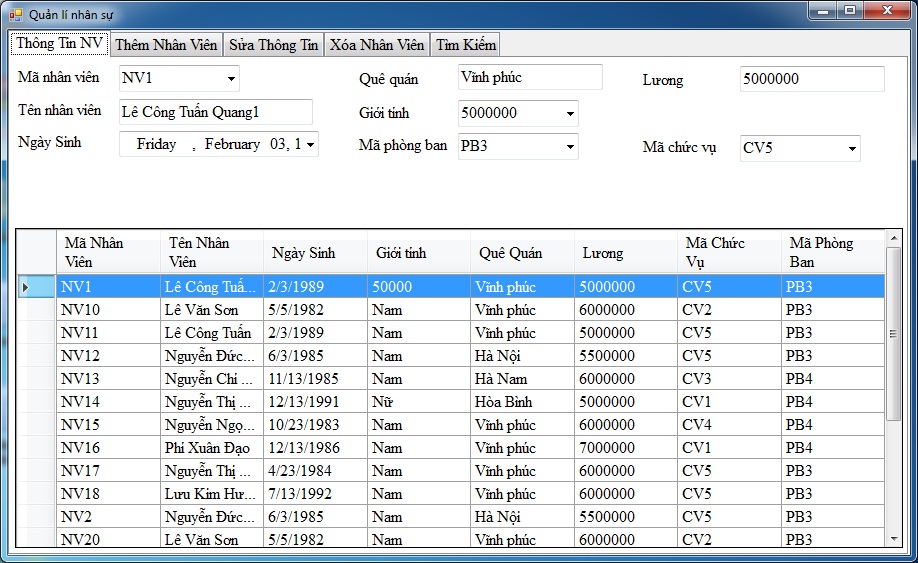 Quản lí nhân sự
Thông Tin NV Thêm Nhân Viên Sửa Thông Tin Xóa Nhân Viên Tìm Kiếm
Mã nhân viên NV1 Quê quán Vĩnh phúc Lương 5000000
Tên nhân viên Lê Công Tuấn Quang1 Giới tính 5000000
Ngày Sinh Friday , February 03, 1 Mã phòng ban PB3 Mã chức vụ CV5
Mã Nhân Viên Tên Nhân Viên Ngày Sinh Giới tính Quê Quán Lương Mã Chức Vụ Mã Phòng Ban
NV1 Lê Công Tuấ... 2/3/1989 50000 Vĩnh phúc 5000000 CV5 PB3
NV10 Lê Văn Sơn 5/5/1982 Nam Vĩnh phúc 6000000 CV2 PB3
NV11 Lê Công Tuấn 2/3/1989 Nam Vĩnh phúc 5000000 CV5 PB3
NV12 Nguyễn Đức... 6/3/1985 Nam Hà Nội 5500000 CV5 PB3
NV13 Nguyễn Chí ... 11/13/1985 Nam Hà Nam 6000000 CV3 PB4
NV14 Nguyễn Thị ... 12/13/1991 Nữ Hòa Bình 5000000 CV1 PB4
NV15 Nguyễn Ngọ... 10/23/1983 Nam Vĩnh phúc 6000000 CV4 PB4
NV16 Phí Xuân Đạo 12/13/1986 Nam Vĩnh phúc 7000000 CV1 PB4
NV17 Nguyễn Thị ... 4/23/1984 Nam Vĩnh phúc 6000000 CV5 PB3
NV18 Lưu Kim Hư... 7/13/1992 Nam Vĩnh phúc 6000000 CV5 PB3
NV2 Nguyễn Đức... 6/3/1985 Nam Hà Nội 5500000 CV5 PB3
NV20 Lê Văn Sơn 5/5/1982 Nam Vĩnh phúc 6000000 CV2 PB3